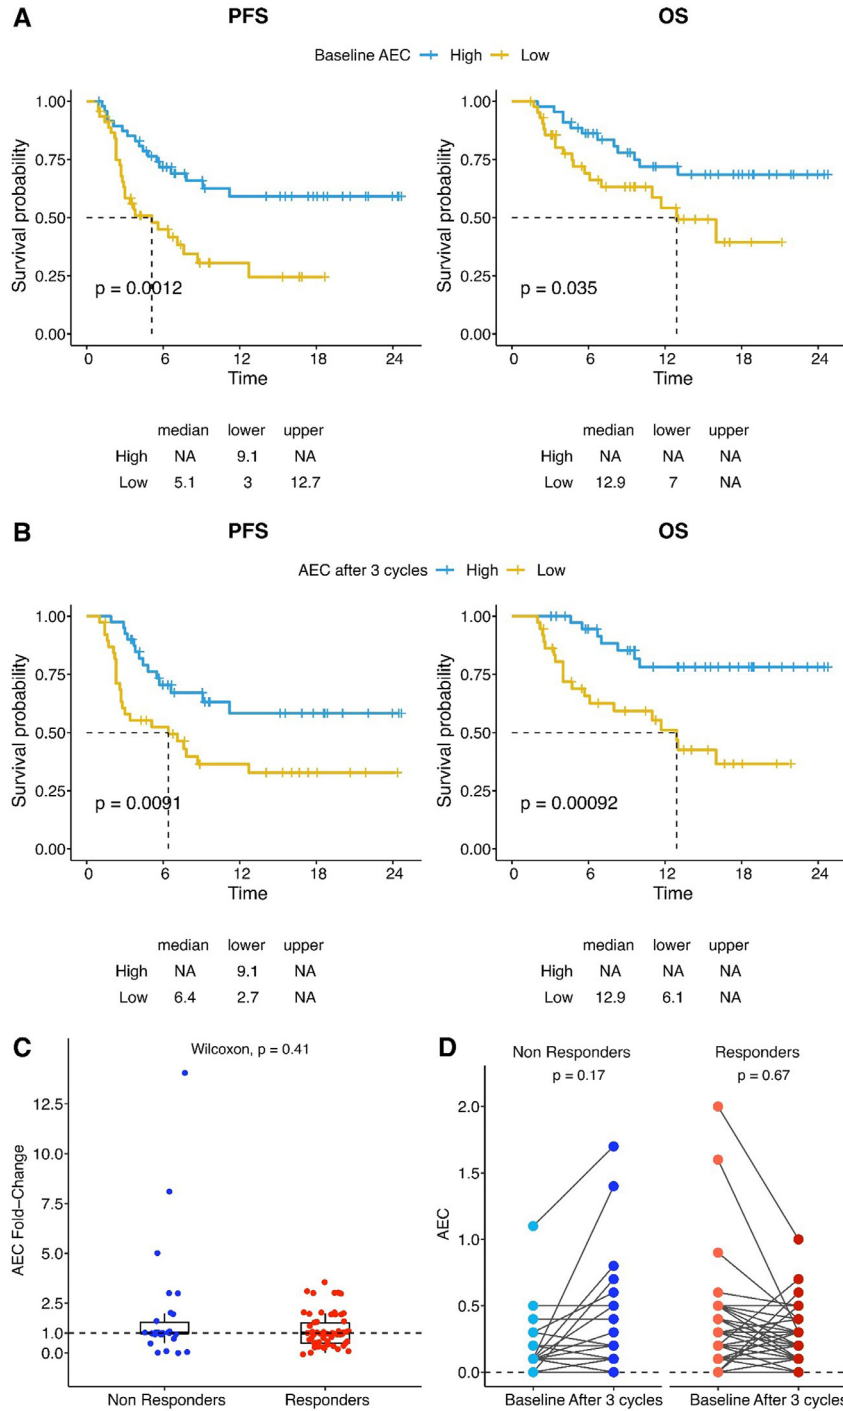 A PFS OS
Baseline AEC High Low
1.00
0.75
0.50
0.25
0.00
Survival probability
p = 0.0012
0 6 12 18 24
Time
1.00
0.75
0.50
0.25
0.00
Survival probability
p = 0.035
0 6 12 18 24
Time
median lower upper
High NA 9.1 NA
Low 5.1 3 12.7
median lower upper
High NA NA NA
Low 12.9 7 NA
B PFS OS
AEC after 3 cycles High Low
1.00
0.75
0.50
0.25
0.00
Survival probability
p = 0.0091
0 6 12 18 24
Time
1.00
0.75
0.50
0.25
0.00
Survival probability
p = 0.00092
0 6 12 18 24
Time
median lower upper
High NA 9.1 NA
Low 6.4 2.7 NA
median lower upper
High NA NA NA
Low 12.9 6.1 NA
C
Wilcoxon, p = 0.41
12.5
10.0
7.5
5.0
2.5
1.0
0.0
AEC Fold−Change
Non Responders Responders
D
Non Responders Responders
p = 0.17 p = 0.67
2.0
1.5
1.0
0.5
0.0
AEC
Baseline After 3 cycles Baseline After 3 cycles